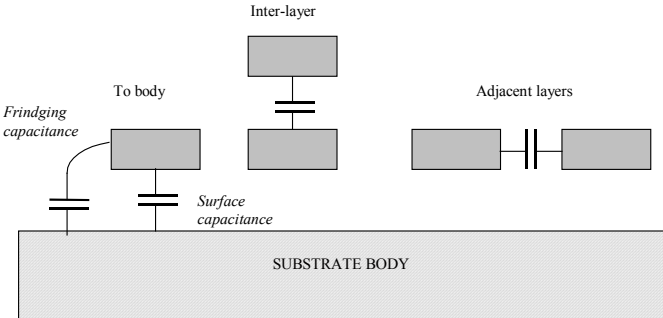 Inter-layer
To body
Adjacent layers
Frindging
capacitance
Surface
capacitance
SUBSTRATE BODY